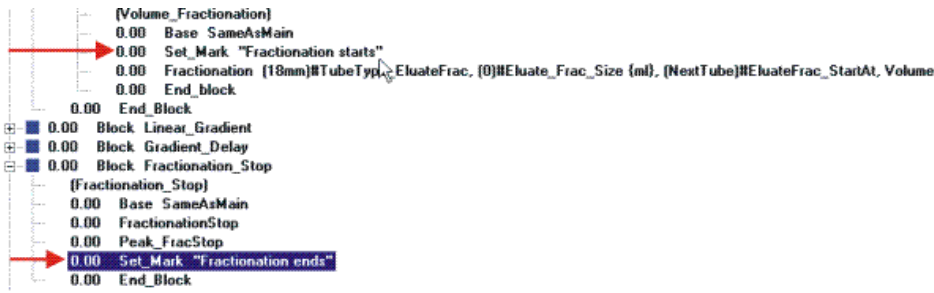 (Volume_Fractionation)
0.00 Base SameAsMain
0.00 Set_Mark "Fractionation starts"
0.00 Fractionation (18mm)#TubeTyp EluateFrac, (0)#Eluate_Frac_Size {ml}, (NextTube)#EluateFrac_StartAt, Volume
0.00 End_block
0.00 End_Block
0.00 Block Linear_Gradient
0.00 Block Gradient_Delay
0.00 Block Fractionation_Stop
(Fractionation_Stop)
0.00 Base SameAsMain
0.00 FractionationStop
0.00 Peak_FracStop
0.00 Set_Mark "Fractionation ends"
0.00 End_Block